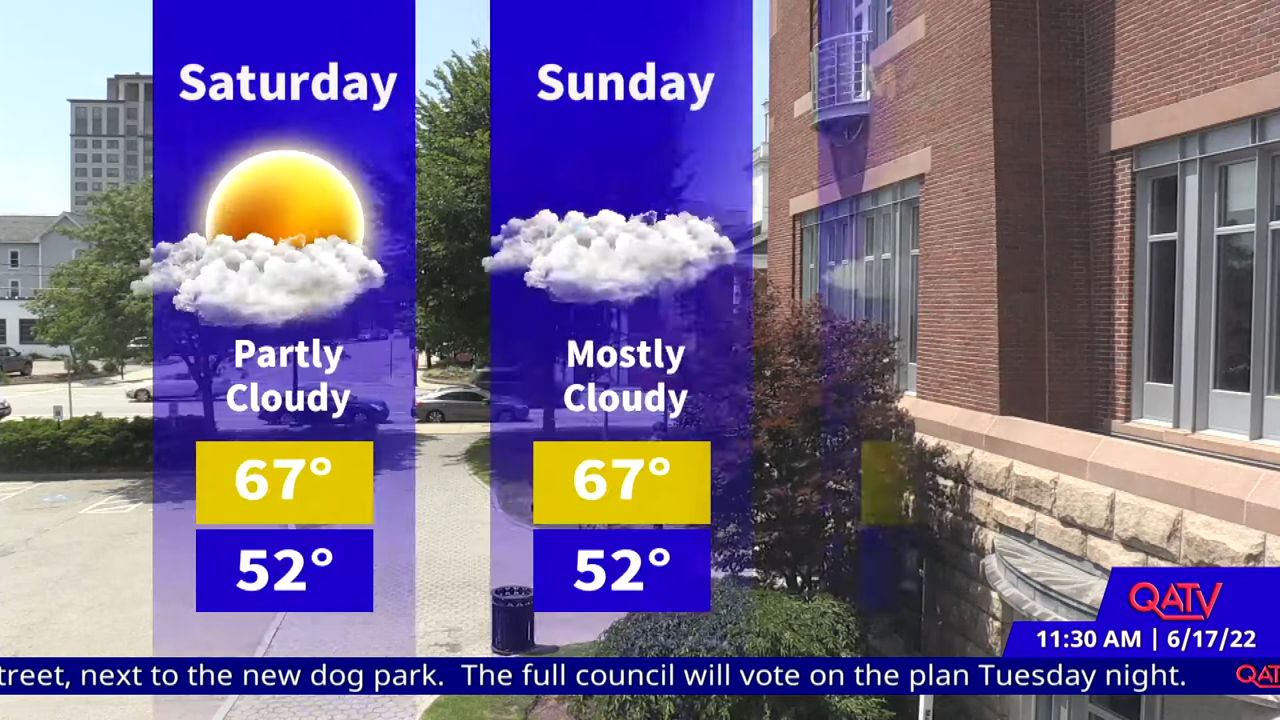 Saturday
Partly
Cloudy
67°
52°
Sunday
Mostly
Cloudy
67°
52°
QATV
11:30 AM | 6/17/22
treet, next to the new dog park.  The full council will vote on the plan Tuesday night.
QAT